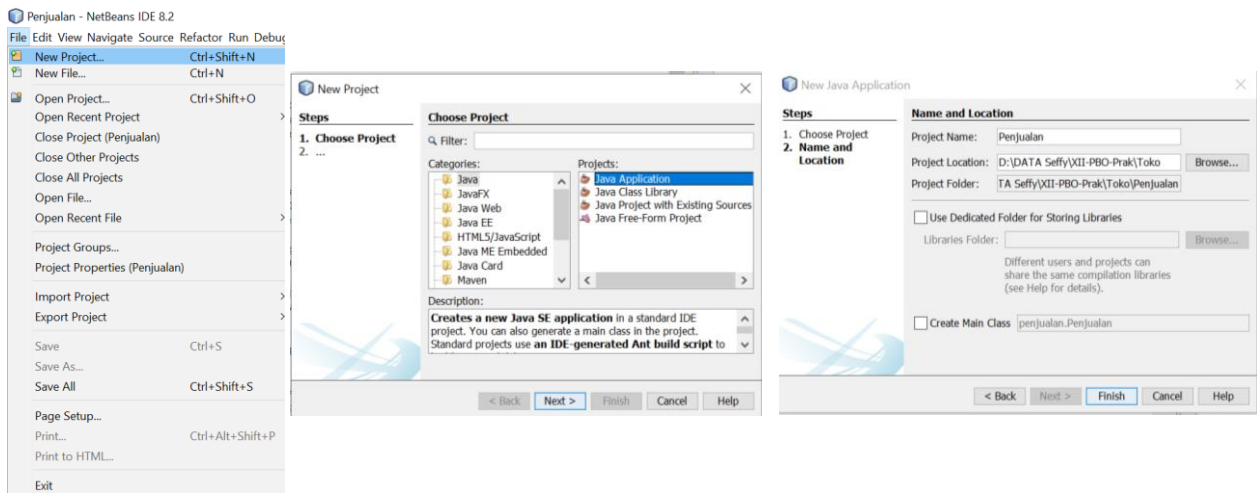 Penjualan - NetBeans IDE 8.2
File Edit View Navigate Source Refactor Run Debug
New Project... Ctrl+Shift+N
New File... Ctrl+N
Open Project... Ctrl+Shift+O
Open Recent Project
Close Project (Penjualan)
Close Other Projects
Close All Projects
Open File...
Open Recent File
Project Groups...
Project Properties (Penjualan)
Import Project
Export Project
Save Ctrl+S
Save As...
Save All Ctrl+Shift+S
Page Setup...
Print... Ctrl+Alt+Shift+P
Print to HTML...
Exit
New Project
Steps
1. Choose Project
2. ...
Choose Project
Filter:
Categories:
Java
JavaFX
Java Web
Java EE
HTML5/JavaScript
Java ME Embedded
Java Card
Maven
Projects:
Java Application
Java Class Library
Java Project with Existing Sources
Java Free-Form Project
Description:
Creates a new Java SE application in a standard IDE
project. You can also generate a main class in the project.
Standard projects use an IDE-generated Ant build script to
< Back Next > Finish Cancel Help
New Java Application
Steps
1. Choose Project
2. Name and
Location
Name and Location
Project Name: Penjualan
Project Location: D:\DATA Seffy\XII-PBO-Prak\Toko Browse...
Project Folder: TA Seffy\XII-PBO-Prak\Toko\Penjualan
Use Dedicated Folder for Storing Libraries
Libraries Folder: Browse...
Different users and projects can
share the same compilation libraries
(see Help for details).
Create Main Class penjualan.Penjualan
< Back Next > Finish Cancel Help